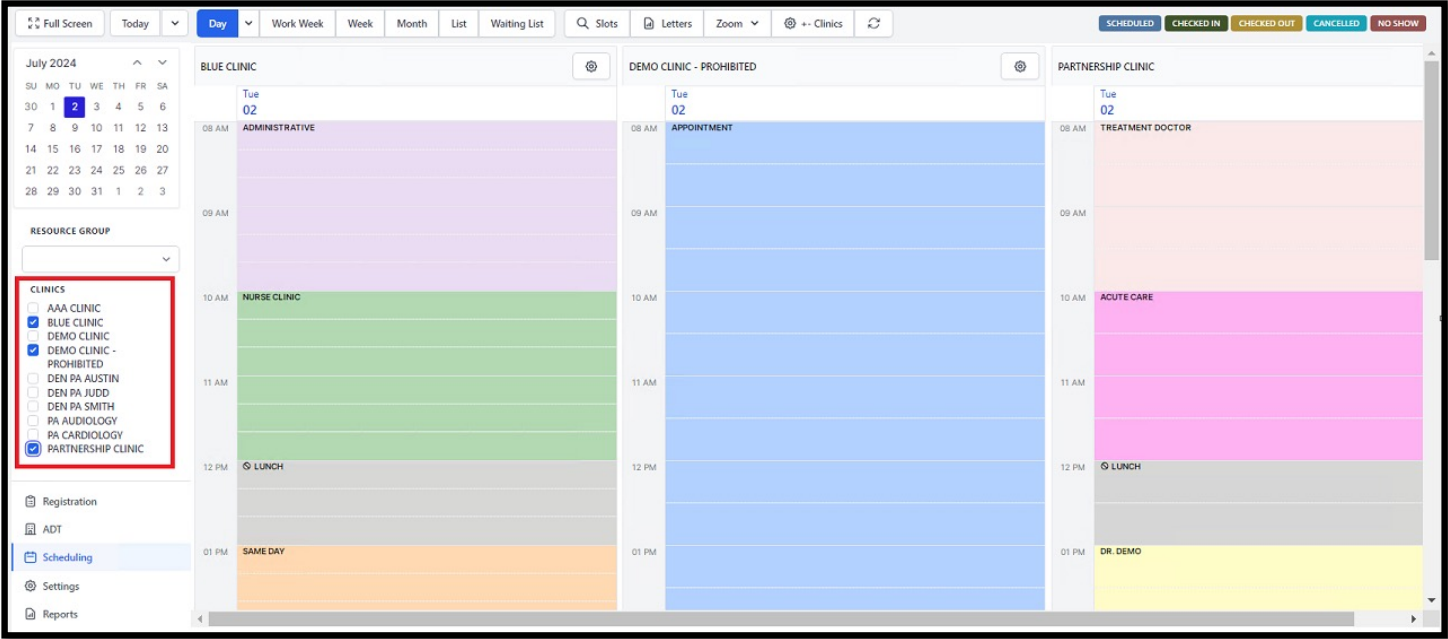 Full Screen Today Day Work Week Week Month List Waiting List Slots Letters Zoom +- Clinics SCHEDULED CHECKED IN CHECKED OUT CANCELLED NO SHOW
July 2024
SU MO TU WE TH FR SA
30 1 2 3 4 5 6
7 8 9 10 11 12 13
14 15 16 17 18 19 20
21 22 23 24 25 26 27
28 29 30 31 1 2 3
RESOURCE GROUP
CLINICS
AAA CLINIC
BLUE CLINIC
DEMO CLINIC
DEMO CLINIC -
PROHIBITED
DEN PA AUSTIN
DEN PA JUDD
DEN PA SMITH
PA AUDIOLOGY
PA CARDIOLOGY
PARTNERSHIP CLINIC
Registration
ADT
Scheduling
Settings
Reports
BLUE CLINIC
Tue
02
08 AM ADMINISTRATIVE
09 AM
10 AM NURSE CLINIC
11 AM
12 PM LUNCH
01 PM SAME DAY
DEMO CLINIC - PROHIBITED
Tue
02
08 AM APPOINTMENT
09 AM
10 AM
11 AM
12 PM
01 PM
PARTNERSHIP CLINIC
Tue
02
08 AM TREATMENT DOCTOR
09 AM
10 AM ACUTE CARE
11 AM
12 PM LUNCH
01 PM DR. DEMO